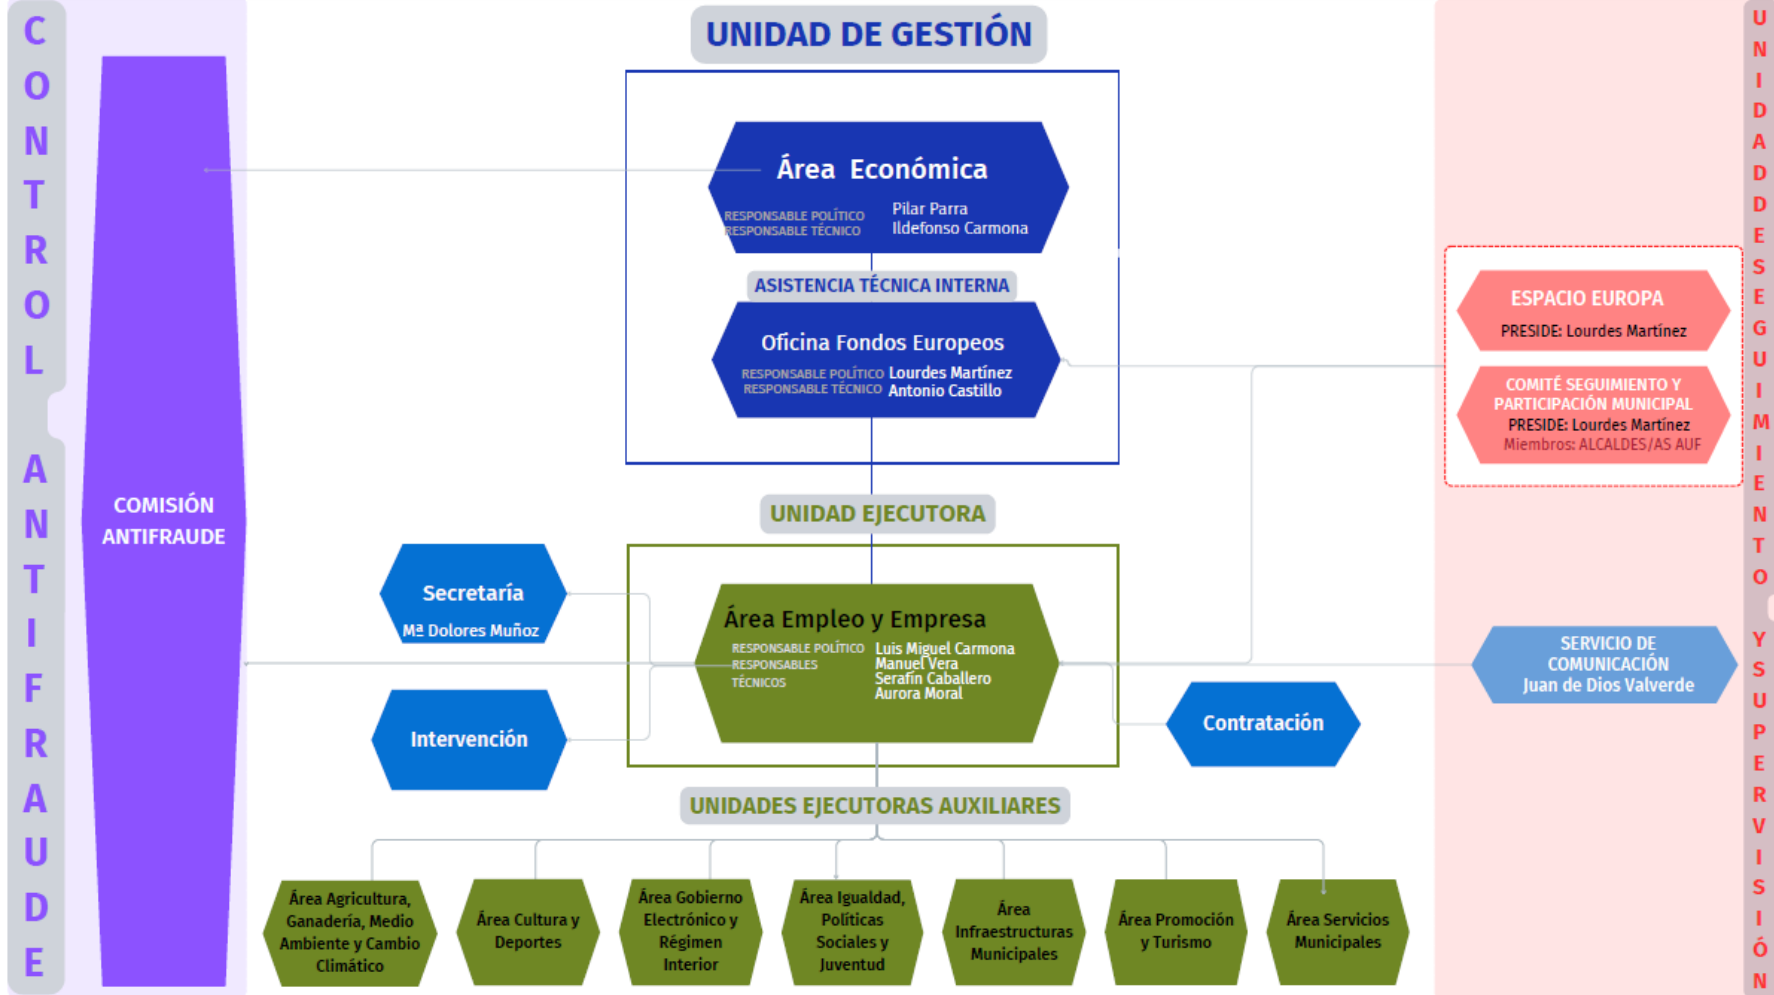 CONTROL ANTIFRAUDE
COMISIÓN
ANTIFRAUDE
UNIDAD DE GESTIÓN
Área Económica
RESPONSABLE POLÍTICO
Pilar Parra
RESPONSABLE TÉCNICO
Ildefonso Carmona
ASISTENCIA TÉCNICA INTERNA
Oficina Fondos Europeos
RESPONSABLE POLÍTICO Lourdes Martínez
RESPONSABLE TÉCNICO Antonio Castillo
UNIDAD EJECUTORA
Secretaría
Mª Dolores Muñoz
Intervención
Área Empleo y Empresa
RESPONSABLE POLÍTICO Luis Miguel Carmona
RESPONSABLES Manuel Vera
TÉCNICOS Serafín Caballero
Aurora Moral
Contratación
UNIDADES EJECUTORAS AUXILIARES
Área Agricultura,
Ganadería, Medio
Ambiente y Cambio
Climático
Área Cultura y
Deportes
Área Gobierno
Electrónico y
Régimen
Interior
Área Igualdad,
Políticas
Sociales y
Juventud
Área
Infraestructuras
Municipales
Área Promoción
y Turismo
Área Servicios
Municipales
ESPACIO EUROPA
PRESIDE: Lourdes Martínez
COMITÉ SEGUIMIENTO Y
PARTICIPACIÓN MUNICIPAL
PRESIDE: Lourdes Martínez
Miembros: ALCALDES/AS AUF
SERVICIO DE
COMUNICACIÓN
Juan de Dios Valverde
UNIDADDESEGUIMIENTO YSUPERVISIÓN